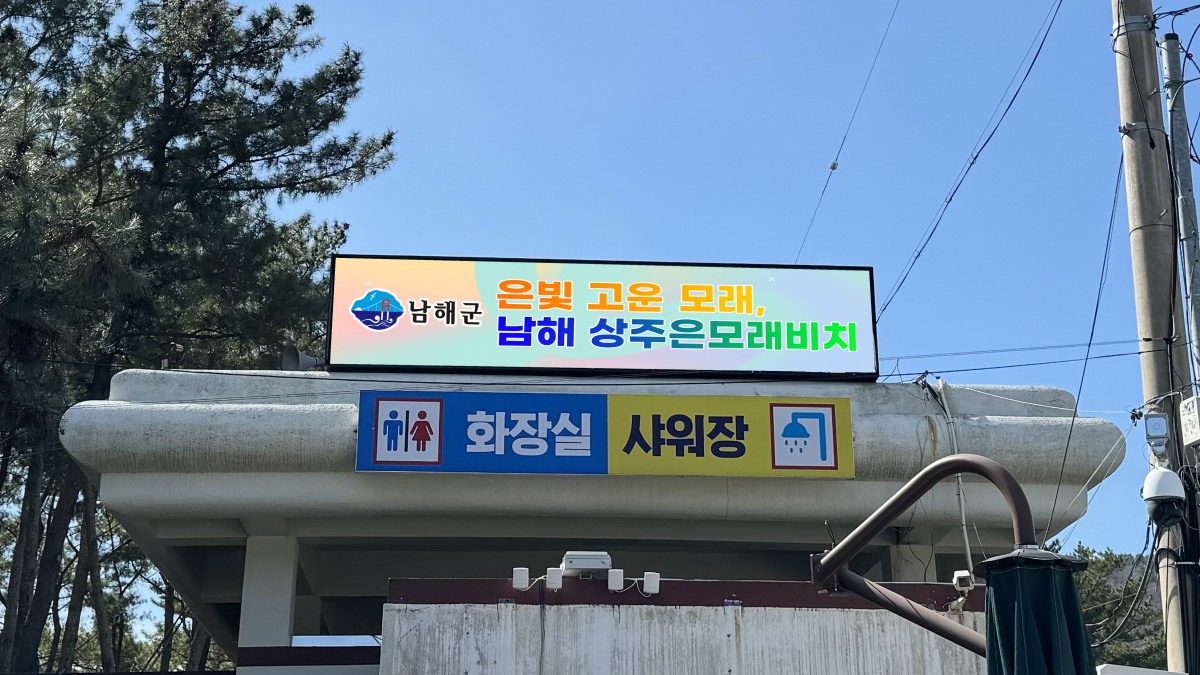 남해군
은빛 고운 모래,
남해 상주은모래비치
화장실 샤워장